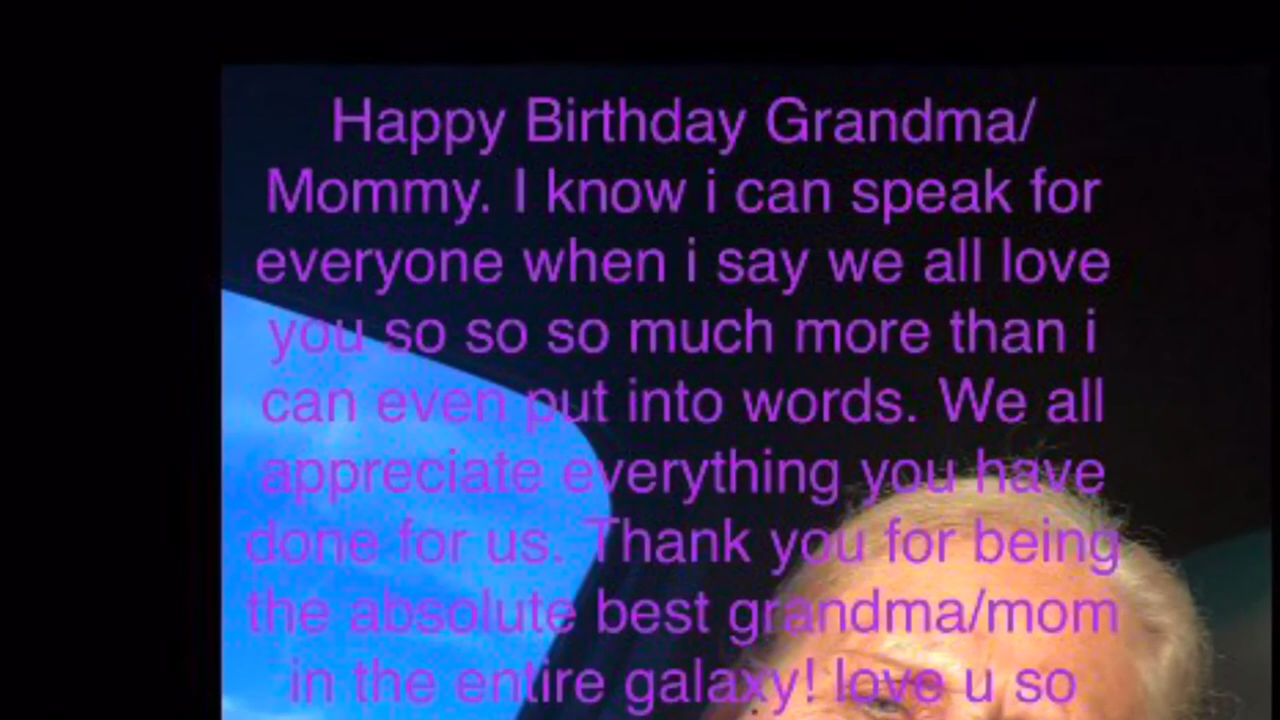 Happy Birthday Grandma/
Mommy. I know i can speak for
everyone when i say we all love
you so so so much more than i
can even put into words. We all
appreciate everything you have
done for us. Thank you for being
the absolute best grandma/mom
in the entire galaxy! love u so